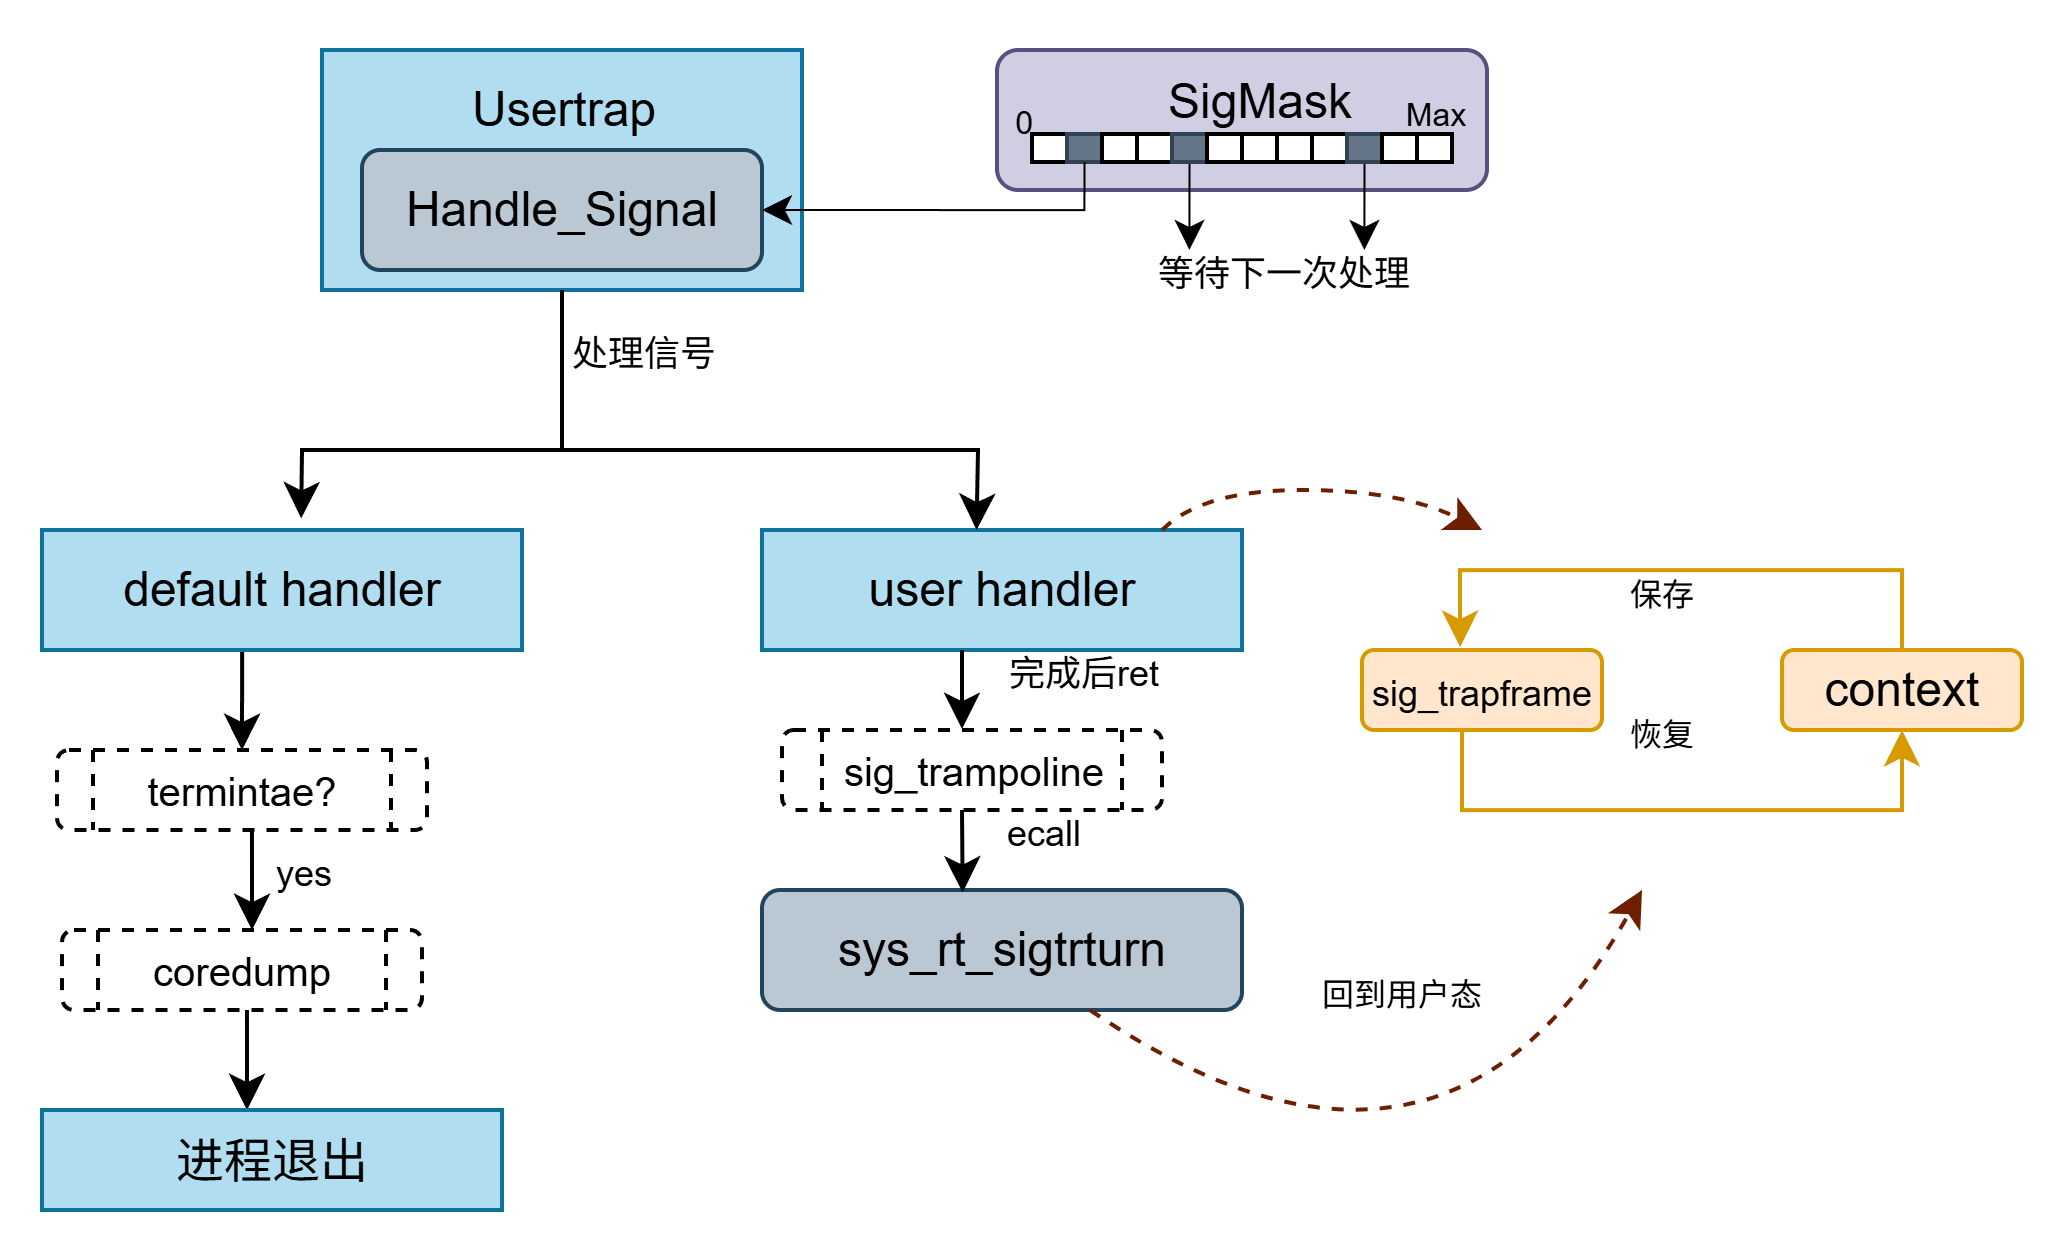 Usertrap
Handle_Signal
SigMask
0
Max
等待下一次处理
处理信号
default handler
user handler
termintae?
yes
coredump
进程退出
完成后ret
sig_trampoline
ecall
sys_rt_sigtrturn
保存
sig_trapframe
context
恢复
回到用户态